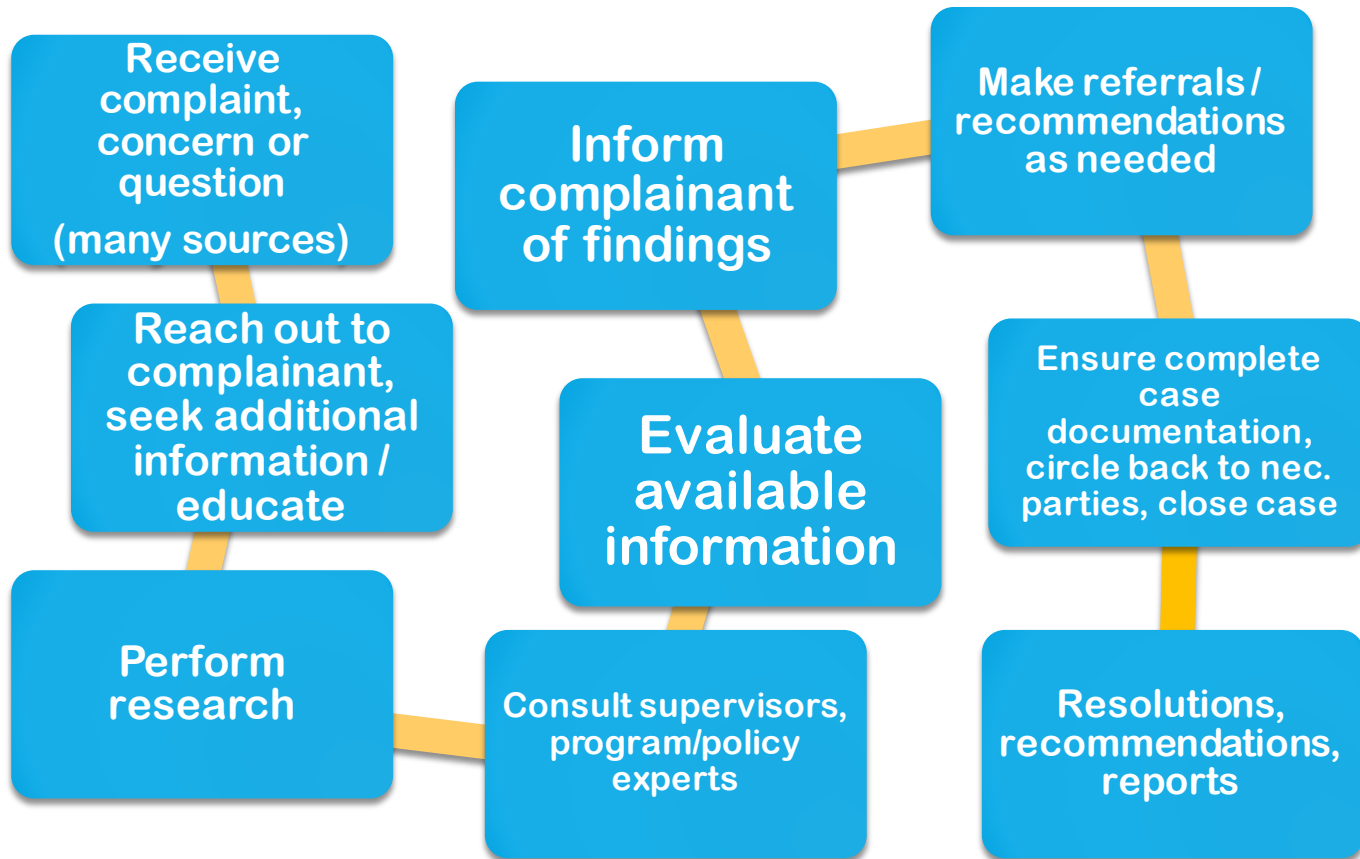 Receive
complaint,
concern or
question
(many sources)
Reach out to
complainant,
seek additional
information /
educate
Perform
research
Consult supervisors,
program/policy
experts
Evaluate
available
information
Inform
complainant
of findings
Make referrals /
recommendations
as needed
Ensure complete
case
documentation,
circle back to nec.
parties, close case
Resolutions,
recommendations,
reports